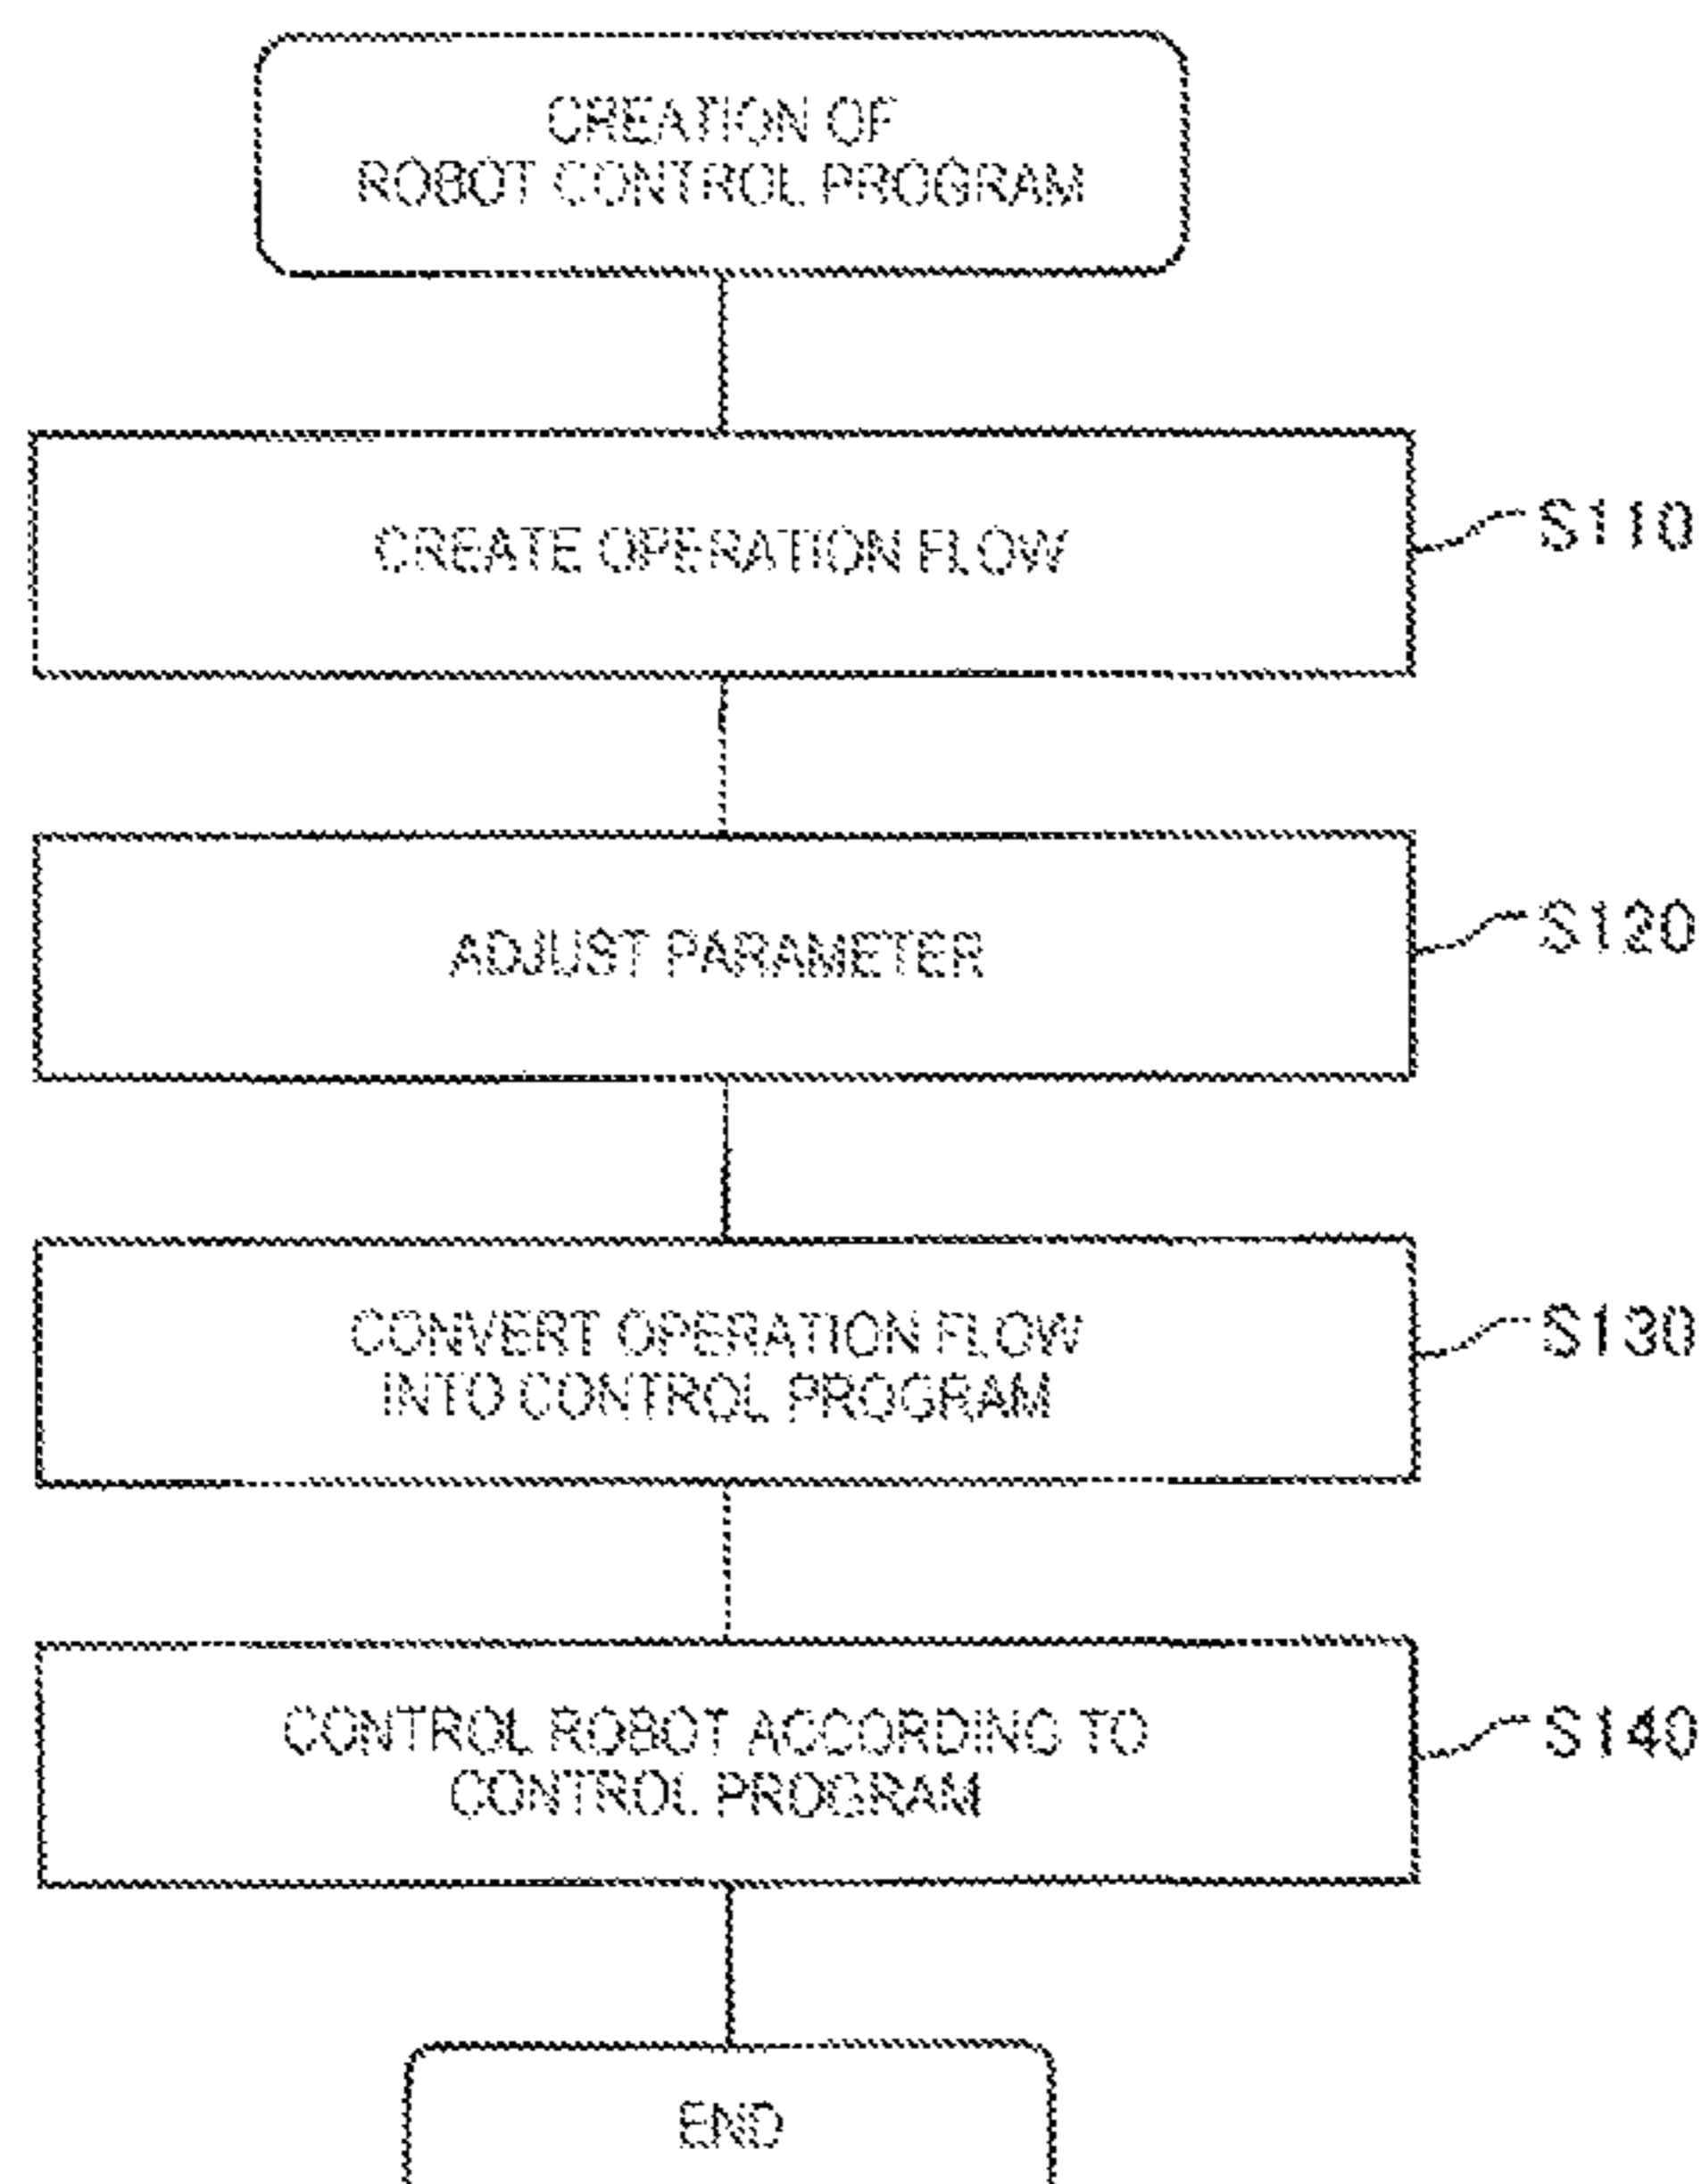 CREATION OF
ROBOT CONTROL PROGRAM
CREATE OPERATION FLOW
S110
ADJUST PARAMETER
S120
CONVERT OPERATION FLOW
INTO CONTROL PROGRAM
S130
CONTROL ROBOT ACCORDING TO
CONTROL PROGRAM
S140
END